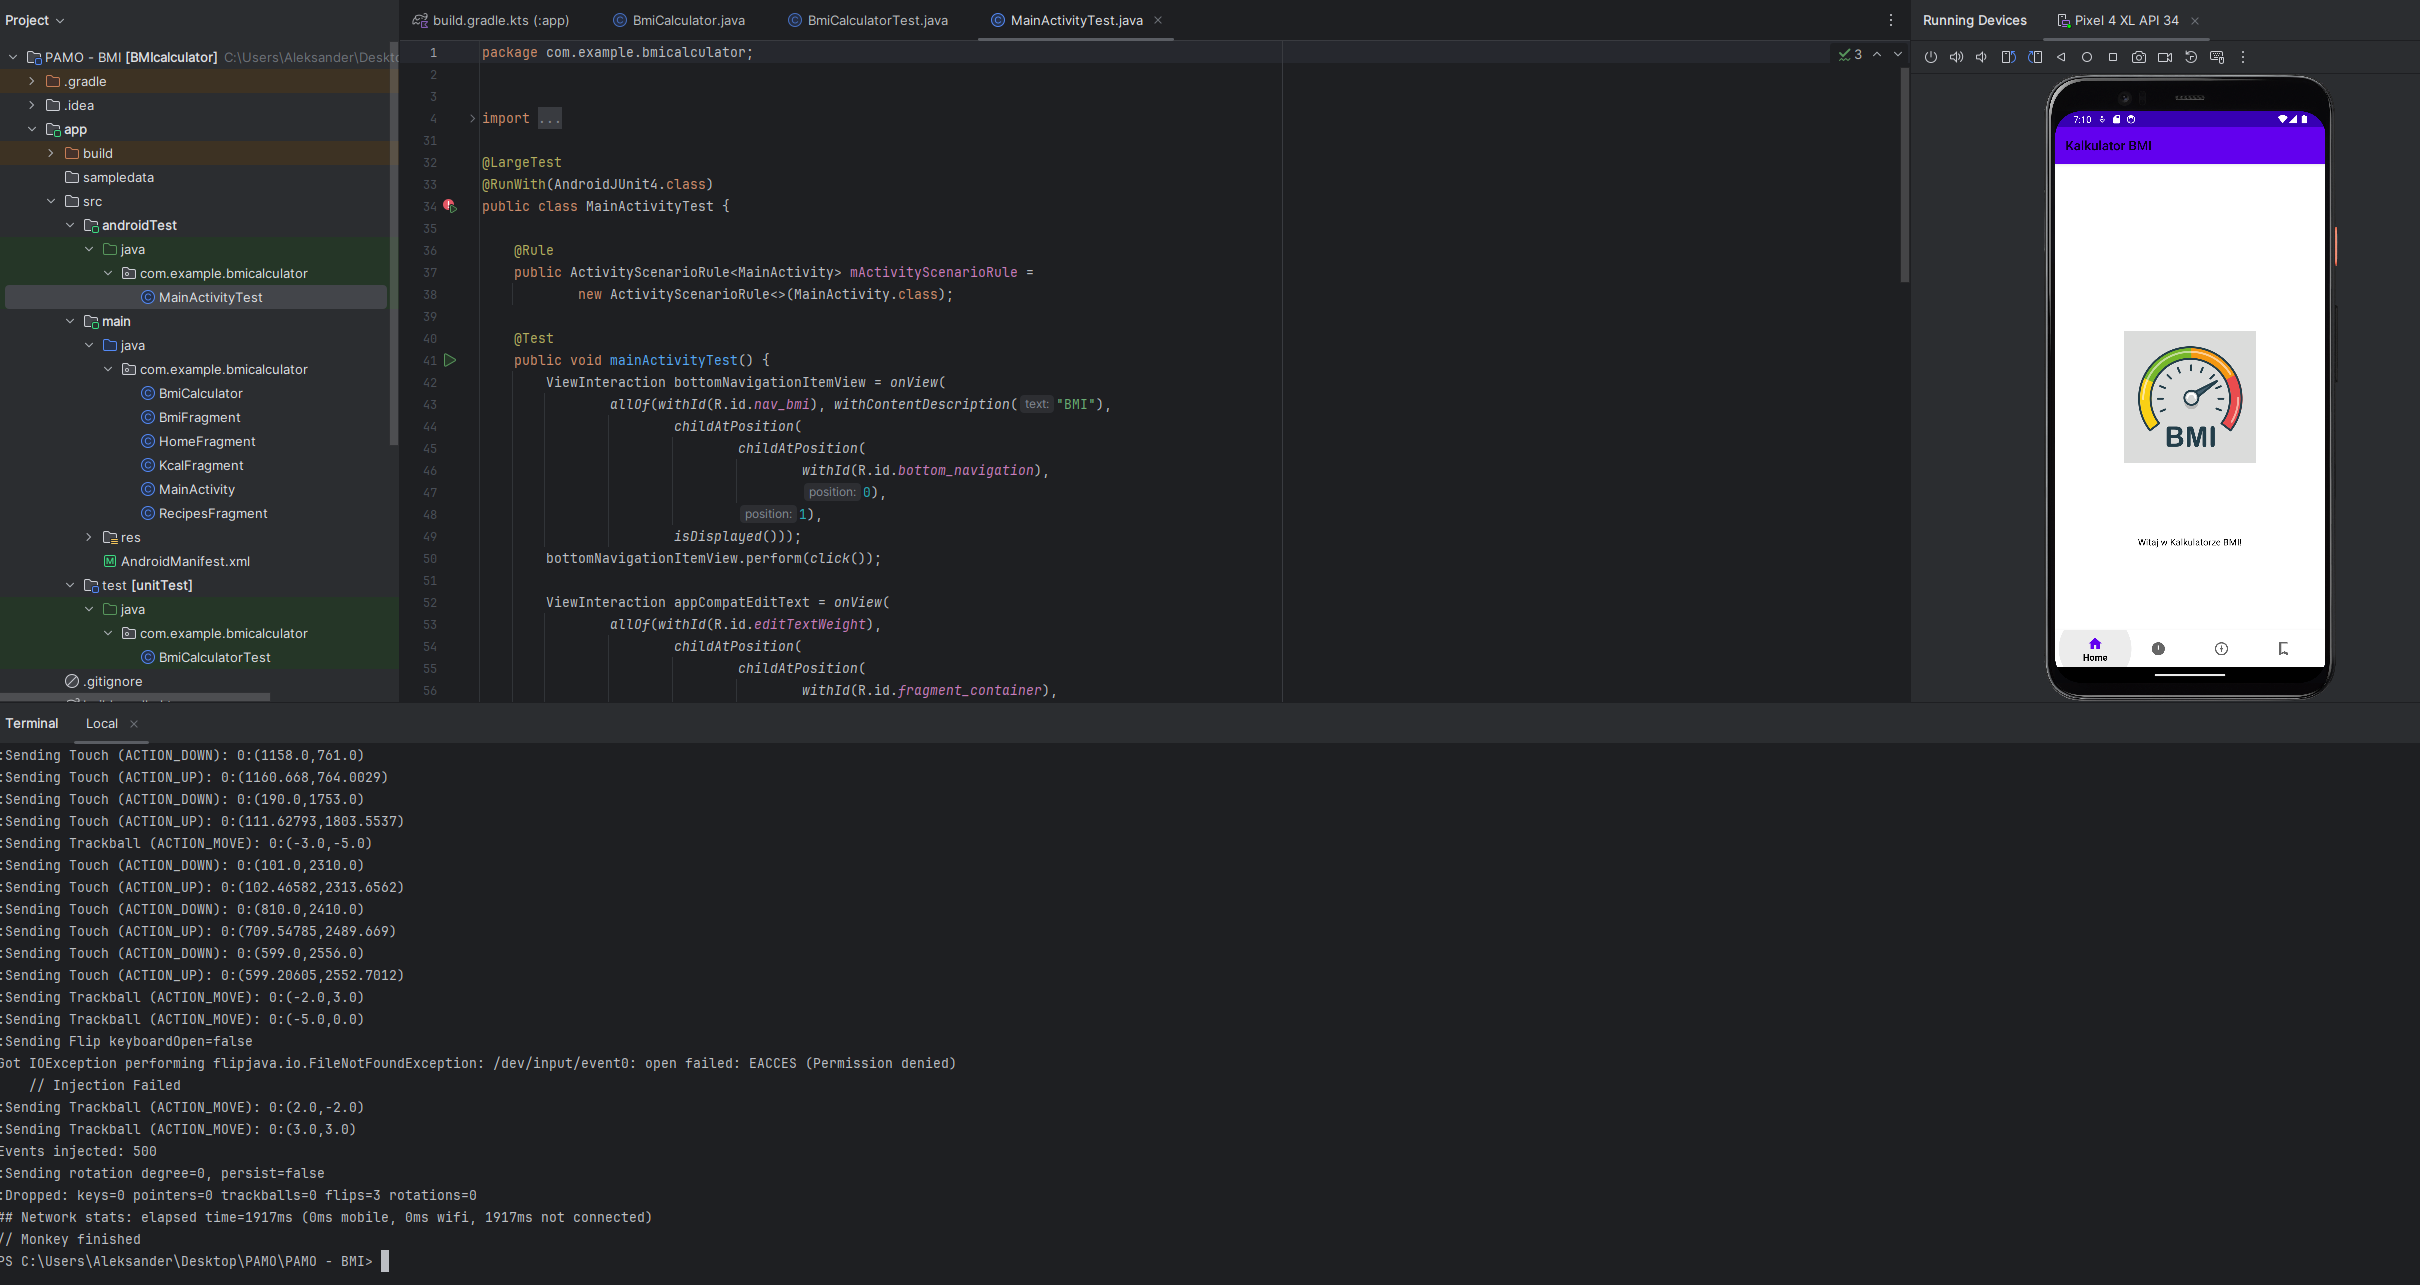 Project
PAMO - BMI [BMIcalculator] C:\Users\Aleksander\Deskto
.gradle
.idea
app
build
sampledata
src
androidTest
java
com.example.bmicalculator
MainActivityTest
main
java
com.example.bmicalculator
BmiCalculator
BmiFragment
HomeFragment
KcalFragment
MainActivity
RecipesFragment
res
AndroidManifest.xml
test [unitTest]
java
com.example.bmicalculator
BmiCalculatorTest
.gitignore
build.gradle.kts (:app) BmiCalculator.java BmiCalculatorTest.java MainActivityTest.java
3
1 package com.example.bmicalculator;
2
3
4 import ...
31
32 @LargeTest
33 @RunWith(AndroidJUnit4.class)
34 public class MainActivityTest {
35
36 @Rule
37 public ActivityScenarioRule<MainActivity> mActivityScenarioRule =
38 new ActivityScenarioRule<>(MainActivity.class);
39
40 @Test
41 public void mainActivityTest() {
42 ViewInteraction bottomNavigationItemView = onView(
43 allOf(withId(R.id.nav_bmi), withContentDescription( text: "BMI"),
44 childAtPosition(
45 childAtPosition(
46 withId(R.id.bottom_navigation),
47 position: 0),
48 position: 1),
49 isDisplayed()));
50 bottomNavigationItemView.perform(click());
51
52 ViewInteraction appCompatEditText = onView(
53 allOf(withId(R.id.editTextWeight),
54 childAtPosition(
55 childAtPosition(
56 withId(R.id.fragment_container),
Running Devices Pixel 4 XL API 34
7:10
Kalkulator BMI
BMI
Witaj w Kalkulatorze BMI!
Home
Terminal Local
:Sending Touch (ACTION_DOWN): 0:(1158.0,761.0)
:Sending Touch (ACTION_UP): 0:(1160.668,764.0029)
:Sending Touch (ACTION_DOWN): 0:(190.0,1753.0)
:Sending Touch (ACTION_UP): 0:(111.62793,1803.5537)
:Sending Trackball (ACTION_MOVE): 0:(-3.0,-5.0)
:Sending Touch (ACTION_DOWN): 0:(101.0,2310.0)
:Sending Touch (ACTION_UP): 0:(102.46582,2313.6562)
:Sending Touch (ACTION_DOWN): 0:(810.0,2410.0)
:Sending Touch (ACTION_UP): 0:(709.54785,2489.669)
:Sending Touch (ACTION_DOWN): 0:(599.0,2556.0)
:Sending Touch (ACTION_UP): 0:(599.20605,2552.7012)
:Sending Trackball (ACTION_MOVE): 0:(-2.0,3.0)
:Sending Trackball (ACTION_MOVE): 0:(-5.0,0.0)
:Sending Flip keyboardOpen=false
Got IOException performing flipjava.io.FileNotFoundException: /dev/input/event0: open failed: EACCES (Permission denied)
// Injection Failed
:Sending Trackball (ACTION_MOVE): 0:(2.0,-2.0)
:Sending Trackball (ACTION_MOVE): 0:(3.0,3.0)
Events injected: 500
:Sending rotation degree=0, persist=false
:Dropped: keys=0 pointers=0 trackballs=0 flips=3 rotations=0
## Network stats: elapsed time=1917ms (0ms mobile, 0ms wifi, 1917ms not connected)
// Monkey finished
PS C:\Users\Aleksander\Desktop\PAMO\PAMO - BMI>